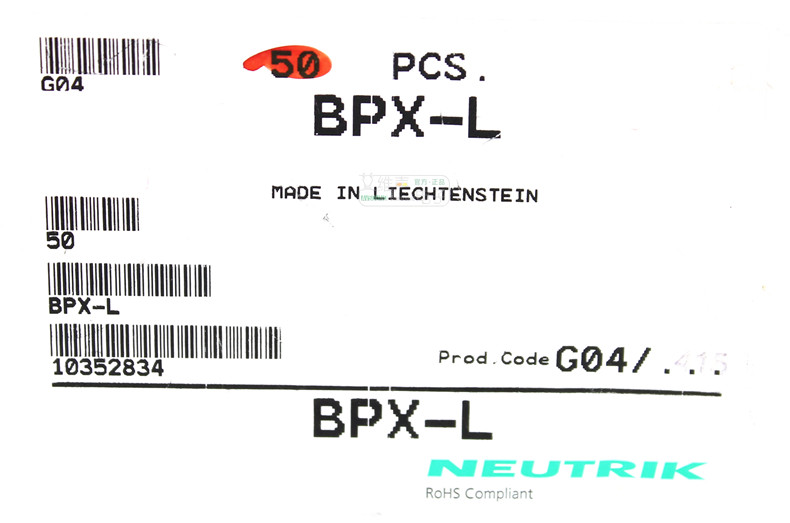 G04
50 PCS.
BPX-L
MADE IN LIECHTENSTEIN
50
BPX-L
10352834
Prod.Code G04/...
BPX-L
NEUTRIK
RoHS Compliant